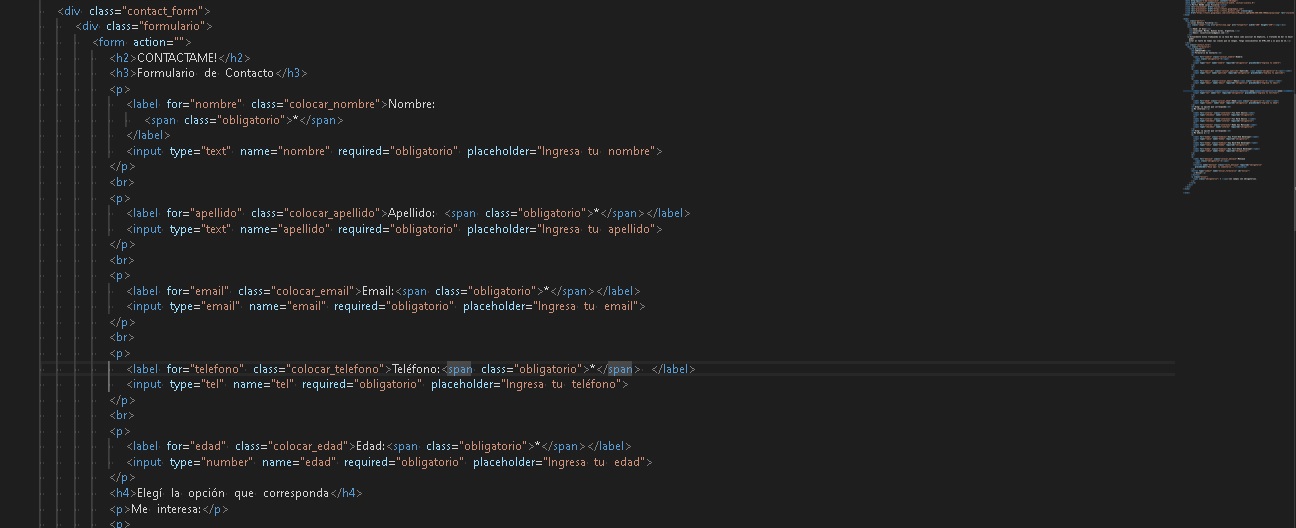 <div class="contact_form">
<div class="formulario">
<form action="">
<h2>CONTACTAME!</h2>
<h3>Formulario de Contacto</h3>
<p>
<label for="nombre" class="colocar_nombre">Nombre:
<span class="obligatorio">*</span>
</label>
<input type="text" name="nombre" required="obligatorio" placeholder="Ingresa tu nombre">
</p>
<br>
<p>
<label for="apellido" class="colocar_apellido">Apellido: <span class="obligatorio">*</span></label>
<input type="text" name="apellido" required="obligatorio" placeholder="Ingresa tu apellido">
</p>
<br>
<p>
<label for="email" class="colocar_email">Email:<span class="obligatorio">*</span></label>
<input type="email" name="email" required="obligatorio" placeholder="Ingresa tu email">
</p>
<br>
<p>
<label for="telefono" class="colocar_telefono">Teléfono:<span class="obligatorio">*</span> </label>
<input type="tel" name="tel" required="obligatorio" placeholder="Ingresa tu teléfono">
</p>
<br>
<p>
<label for="edad" class="colocar_edad">Edad:<span class="obligatorio">*</span></label>
<input type="number" name="edad" required="obligatorio" placeholder="Ingresa tu edad">
</p>
<h4>Elegí la opción que corresponda</h4>
<p>Me interesa:</p>
<p>